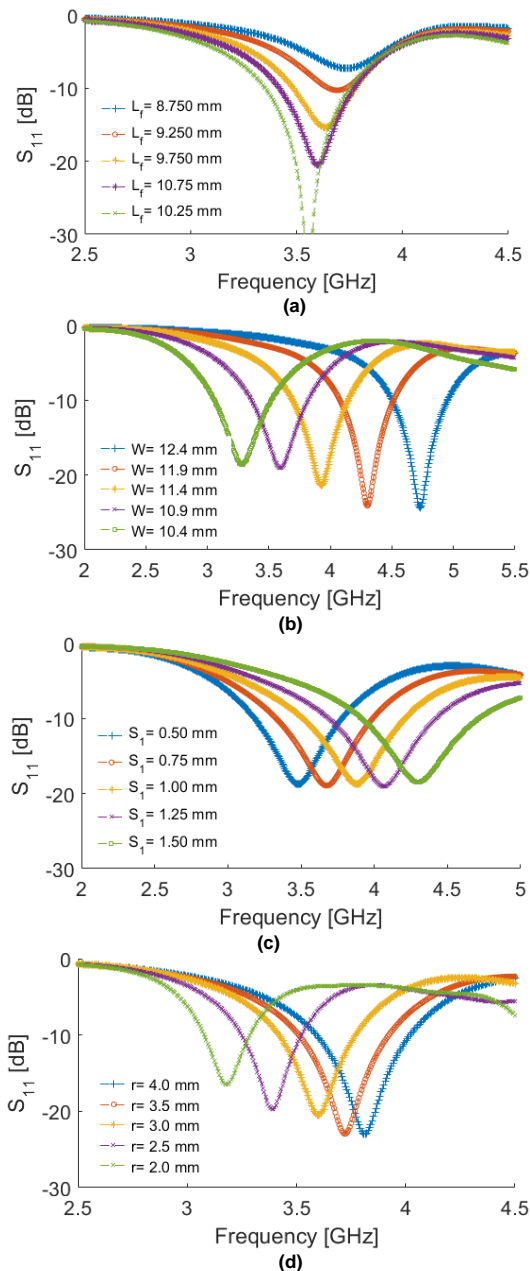 0
-10
-20
-30
S11 [dB]
Lf= 8.750 mm
Lf= 9.250 mm
Lf= 9.750 mm
Lf= 10.75 mm
Lf= 10.25 mm
2.5 3 3.5 4 4.5
Frequency [GHz]
(a)
0
-10
-20
-30
S11 [dB]
W= 12.4 mm
W= 11.9 mm
W= 11.4 mm
W= 10.9 mm
W= 10.4 mm
2 2.5 3 3.5 4 4.5 5 5.5
Frequency [GHz]
(b)
0
-10
-20
-30
S11 [dB]
S1= 0.50 mm
S1= 0.75 mm
S1= 1.00 mm
S1= 1.25 mm
S1= 1.50 mm
2 2.5 3 3.5 4 4.5 5
Frequency [GHz]
(c)
0
-10
-20
-30
S11 [dB]
r= 4.0 mm
r= 3.5 mm
r= 3.0 mm
r= 2.5 mm
r= 2.0 mm
2.5 3 3.5 4 4.5
Frequency [GHz]
(d)